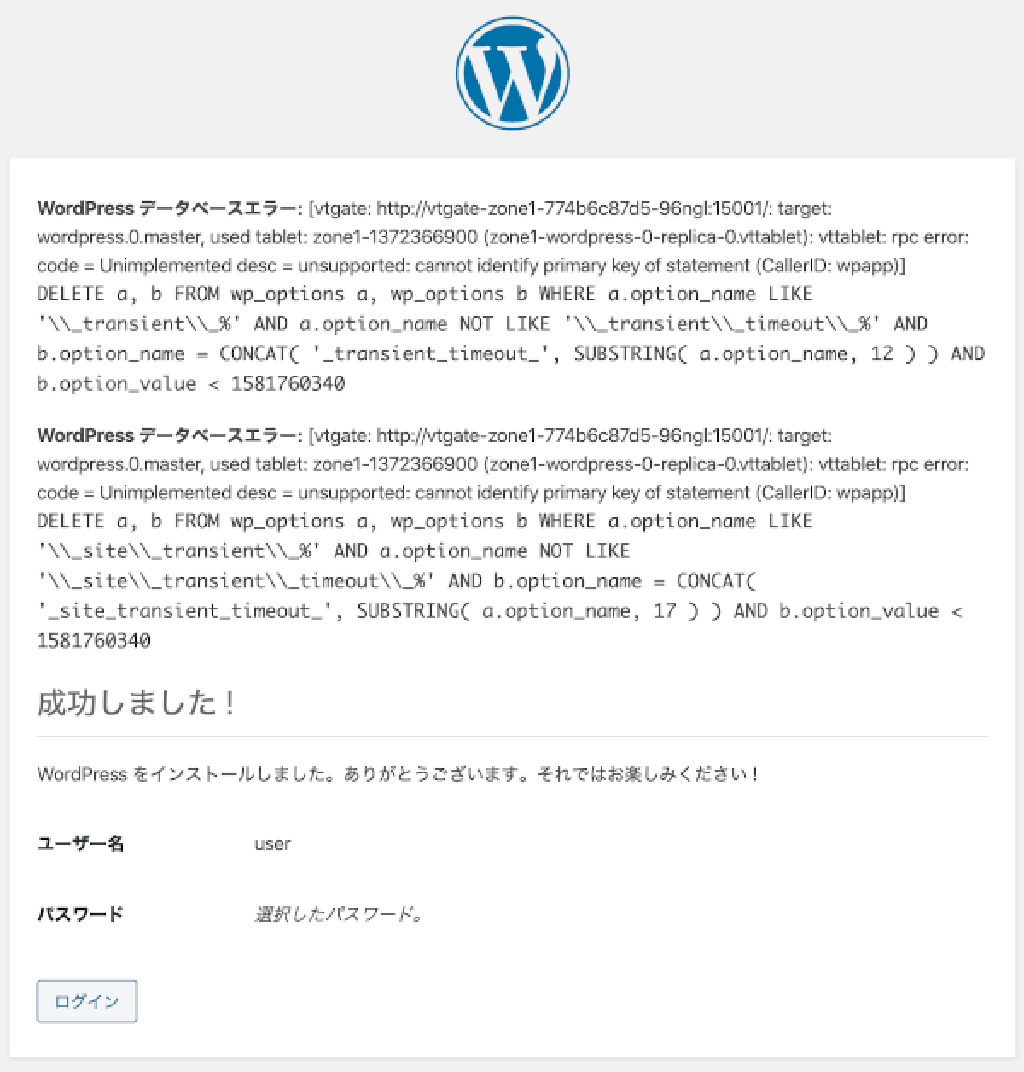 WordPress データベースエラー: [vtgate: http://vtgate-zone1-774b6c87d5-96ngl:15001/: target:
wordpress.0.master, used tablet: zone1-1372366900 (zone1-wordpress-0-replica-0.vttablet): vttablet: rpc error:
code = Unimplemented desc = unsupported: cannot identify primary key of statement (CallerID: wpapp)]
DELETE a, b FROM wp_options a, wp_options b WHERE a.option_name LIKE
'\\_transient\\_%' AND a.option_name NOT LIKE '\\_transient\\_timeout\\_%' AND
b.option_name = CONCAT( '_transient_timeout_', SUBSTRING( a.option_name, 12 ) ) AND
b.option_value < 1581760340
WordPress データベースエラー: [vtgate: http://vtgate-zone1-774b6c87d5-96ngl:15001/: target:
wordpress.0.master, used tablet: zone1-1372366900 (zone1-wordpress-0-replica-0.vttablet): vttablet: rpc error:
code = Unimplemented desc = unsupported: cannot identify primary key of statement (CallerID: wpapp)]
DELETE a, b FROM wp_options a, wp_options b WHERE a.option_name LIKE
'\\_site\\_transient\\_%' AND a.option_name NOT LIKE
'\\_site\\_transient\\_timeout\\_%' AND b.option_name = CONCAT(
'_site_transient_timeout_', SUBSTRING( a.option_name, 17 ) ) AND b.option_value <
1581760340
成功しました !
WordPress をインストールしました。ありがとうございます。それではお楽しみください !
ユーザー名 user
パスワード 選択したパスワード。
ログイン